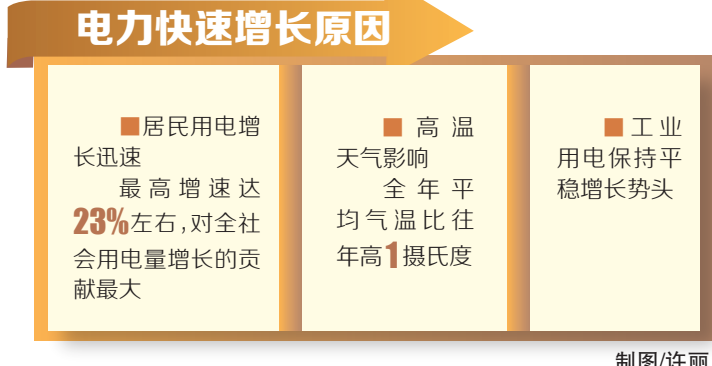 电力快速增长原因
■居民用电增
长迅速
最高增速达
23%左右,对全社
会用电量增长的贡
献最大
■高温
天气影响
全年平
均气温比往
年高1摄氏度
■工业
用电保持平
稳增长势头
制图/许丽